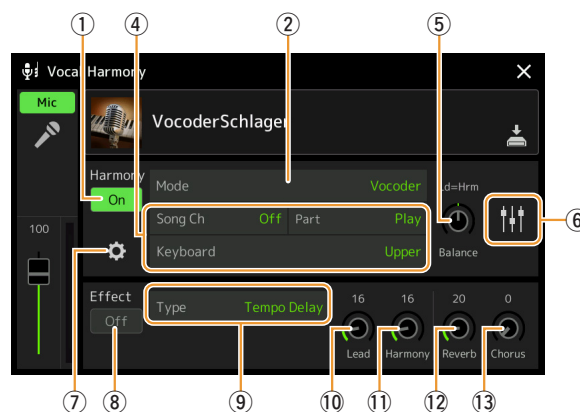 ① ④ ② ⑤
Vocal Harmony ×
Mic
VocoderSchlager
Harmony
On
Mode Vocoder
Ld=Hrm
Song Ch Off Part Play
⑥
100
Keyboard Upper
Balance
Effect
Off
Type Tempo Delay
16 16 20 0
Lead Harmony Reverb Chorus
⑦ ⑧ ⑨ ⑩ ⑪ ⑫ ⑬